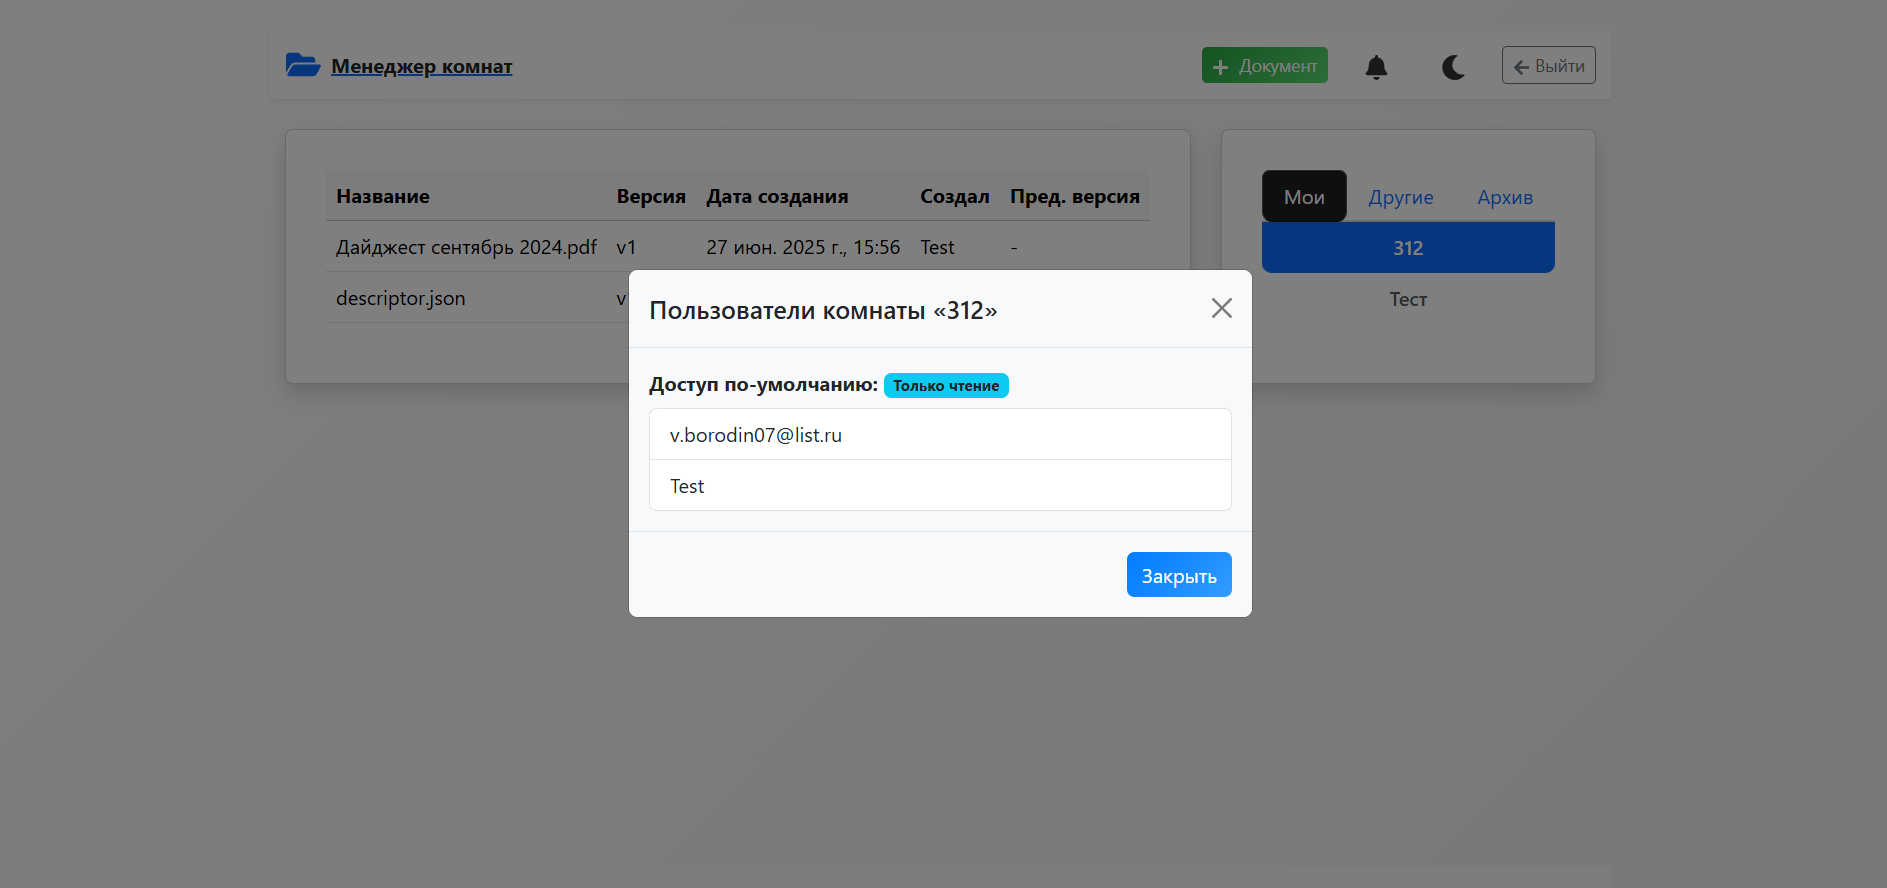 Менеджер комнат
Документ
Выйти
Название Версия Дата создания Создал Пред. версия
Дайджест сентябрь 2024.pdf v1 27 июн. 2025 г., 15:56 Test -
descriptor.json
Мои Другие Архив
312
Тест
Пользователи комнаты «312»
Доступ по-умолчанию: Только чтение
v.borodin07@list.ru
Test
Закрыть